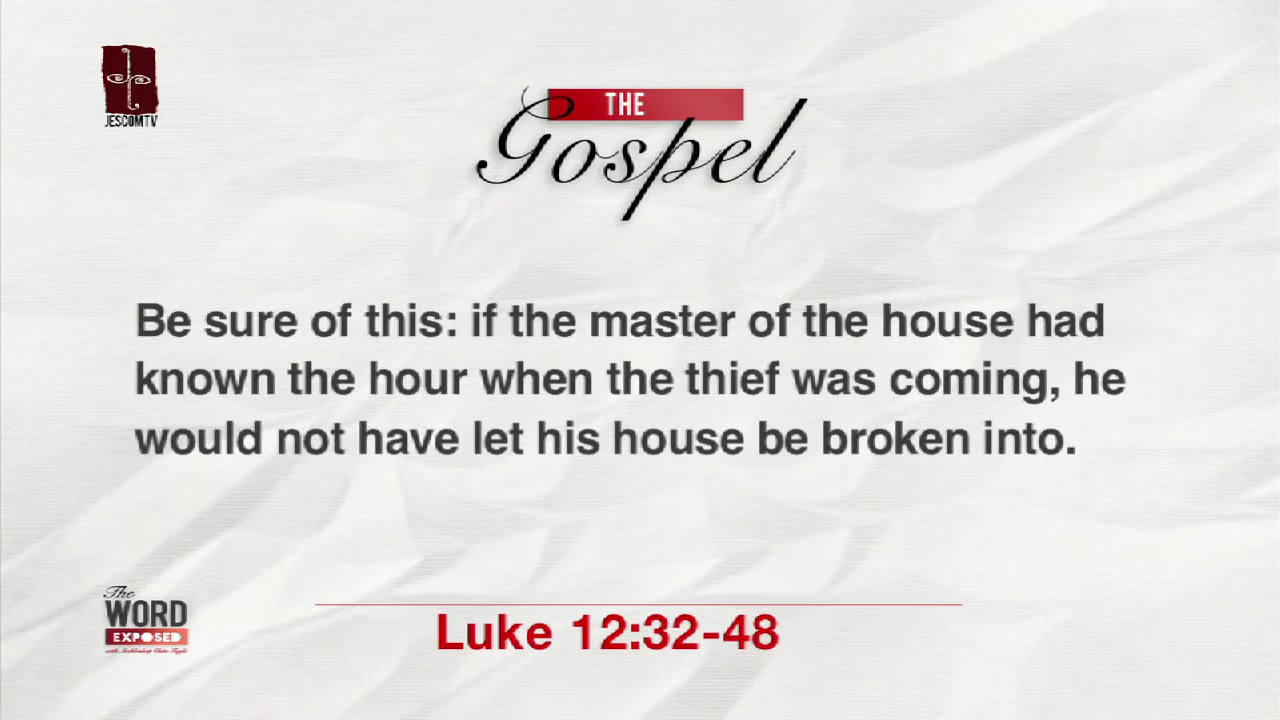 JESCOMTV
THE
Gospel
Be sure of this: if the master of the house had
known the hour when the thief was coming, he
would not have let his house be broken into.
The
WORD
EXPOSED
Luke 12:32-48